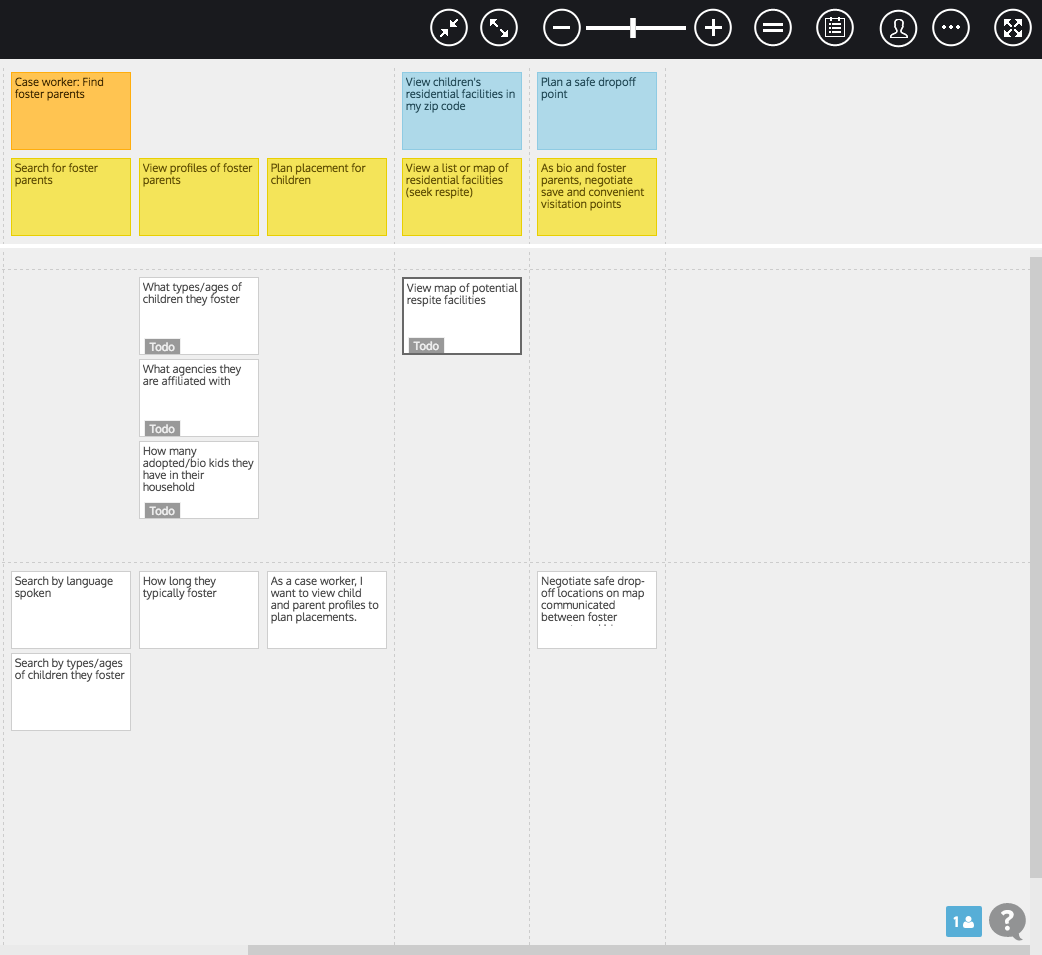 Case worker: Find
foster parents
View children's
residential facilities in
my zip code
Plan a safe dropoff
point
Search for foster
parents
View profiles of foster
parents
Plan placement for
children
View a list or map of
residential facilities
(seek respite)
As bio and foster
parents, negotiate
save and convenient
visitation points
What types/ages of
children they foster
Todo
View map of potential
respite facilities
Todo
What agencies they
are affiliated with
Todo
How many
adopted/bio kids they
have in their
household
Todo
Search by language
spoken
How long they
typically foster
As a case worker, I
want to view child
and parent profiles to
plan placements.
Negotiate safe drop-
off locations on map
communicated
between foster
Search by types/ages
of children they foster
1
?